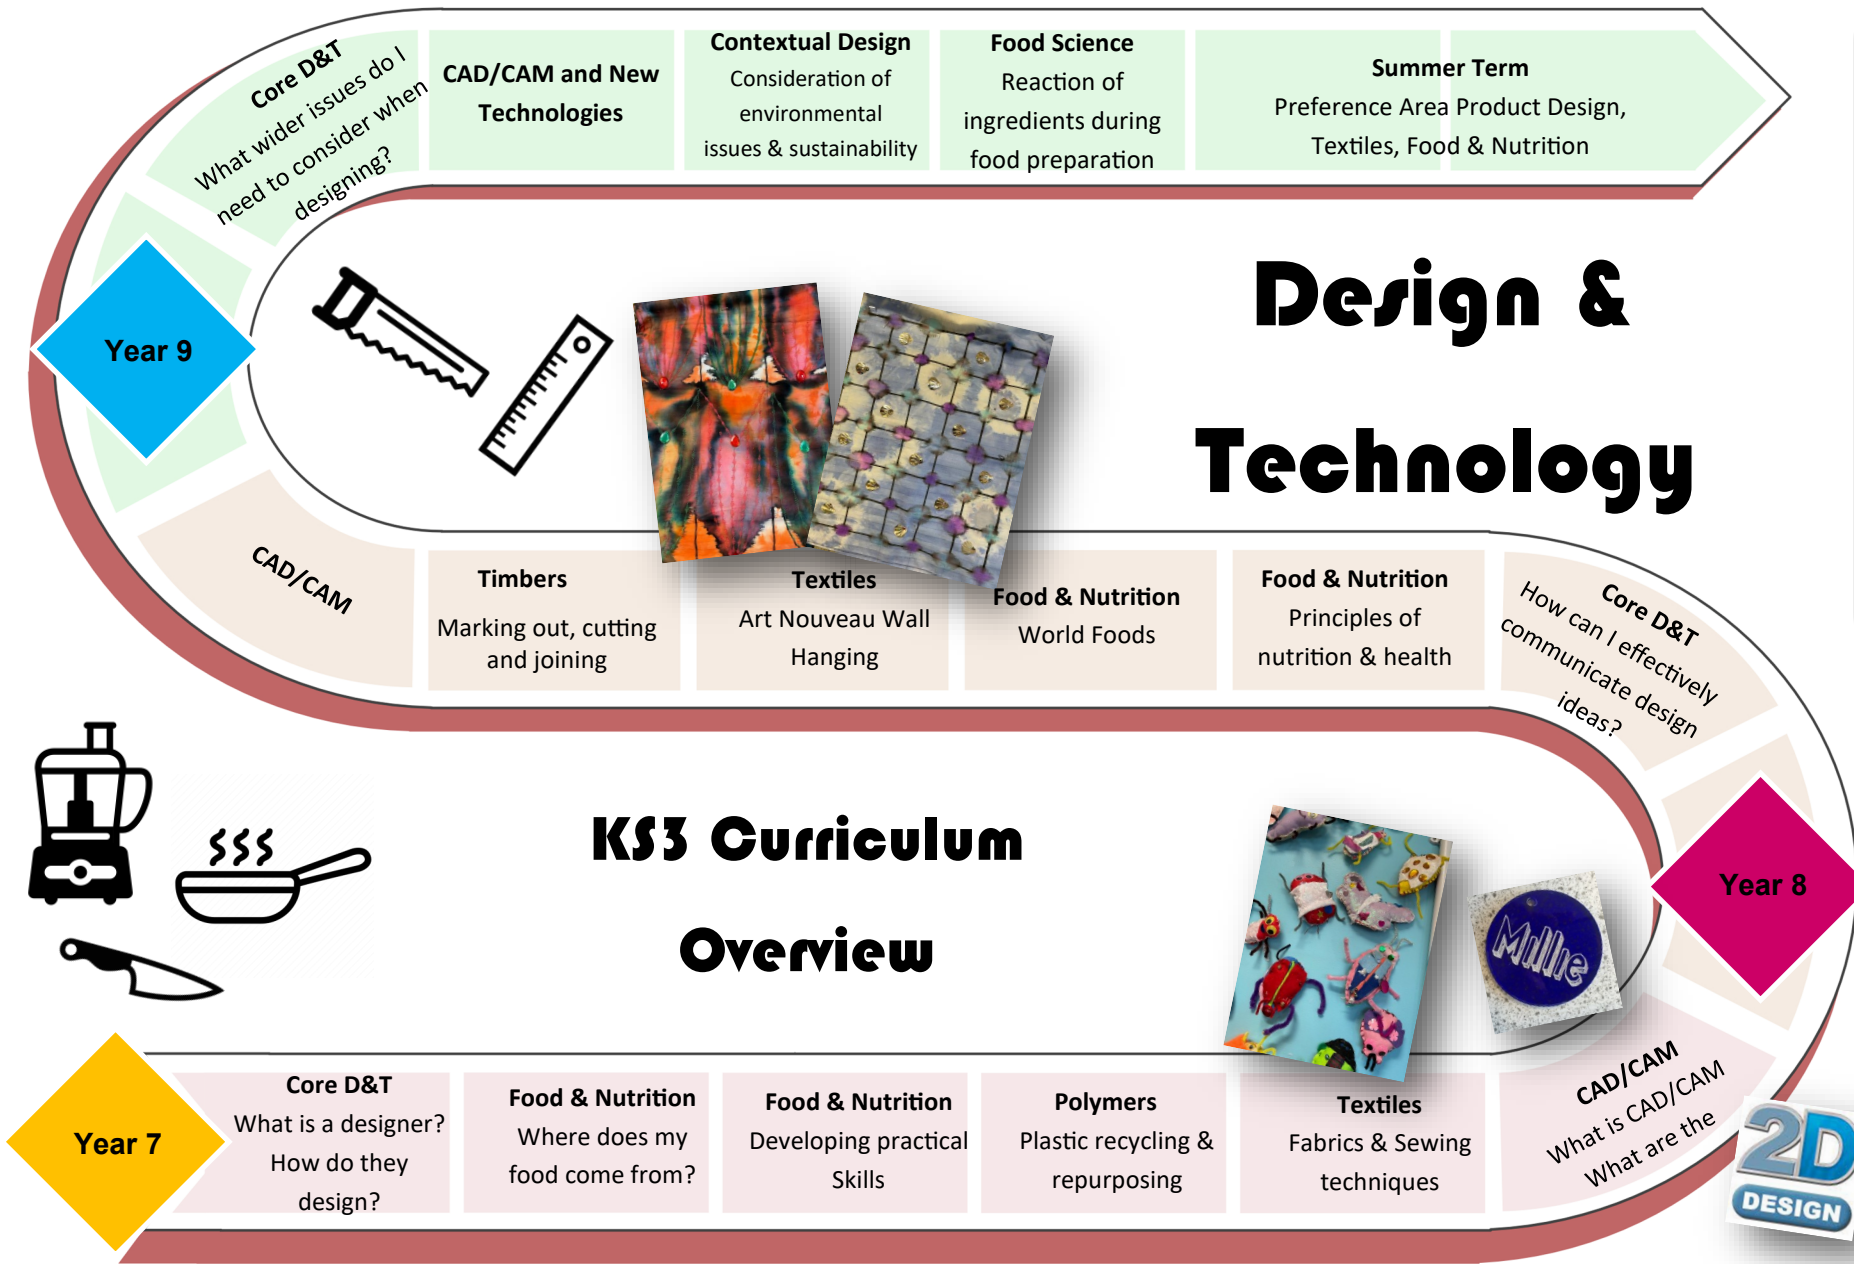 Core D&T
What wider issues do I
need to consider when
designing?
CAD/CAM and New
Technologies
Contextual Design
Consideration of
environmental
issues & sustainability
Food Science
Reaction of
ingredients during
food preparation
Summer Term
Preference Area Product Design,
Textiles, Food & Nutrition
Year 9
Design &
Technology
CAD/CAM
Timbers
Marking out, cutting
and joining
Textiles
Art Nouveau Wall
Hanging
Food & Nutrition
World Foods
Food & Nutrition
Principles of
nutrition & health
Core D&T
How can I effectively
communicate design
ideas?
KS3 Curriculum
Overview
Year 8
Millie
Year 7
Core D&T
What is a designer?
How do they
design?
Food & Nutrition
Where does my
food come from?
Food & Nutrition
Developing practical
Skills
Polymers
Plastic recycling &
repurposing
Textiles
Fabrics & Sewing
techniques
CAD/CAM
What is CAD/CAM
What are the
2D
DESIGN